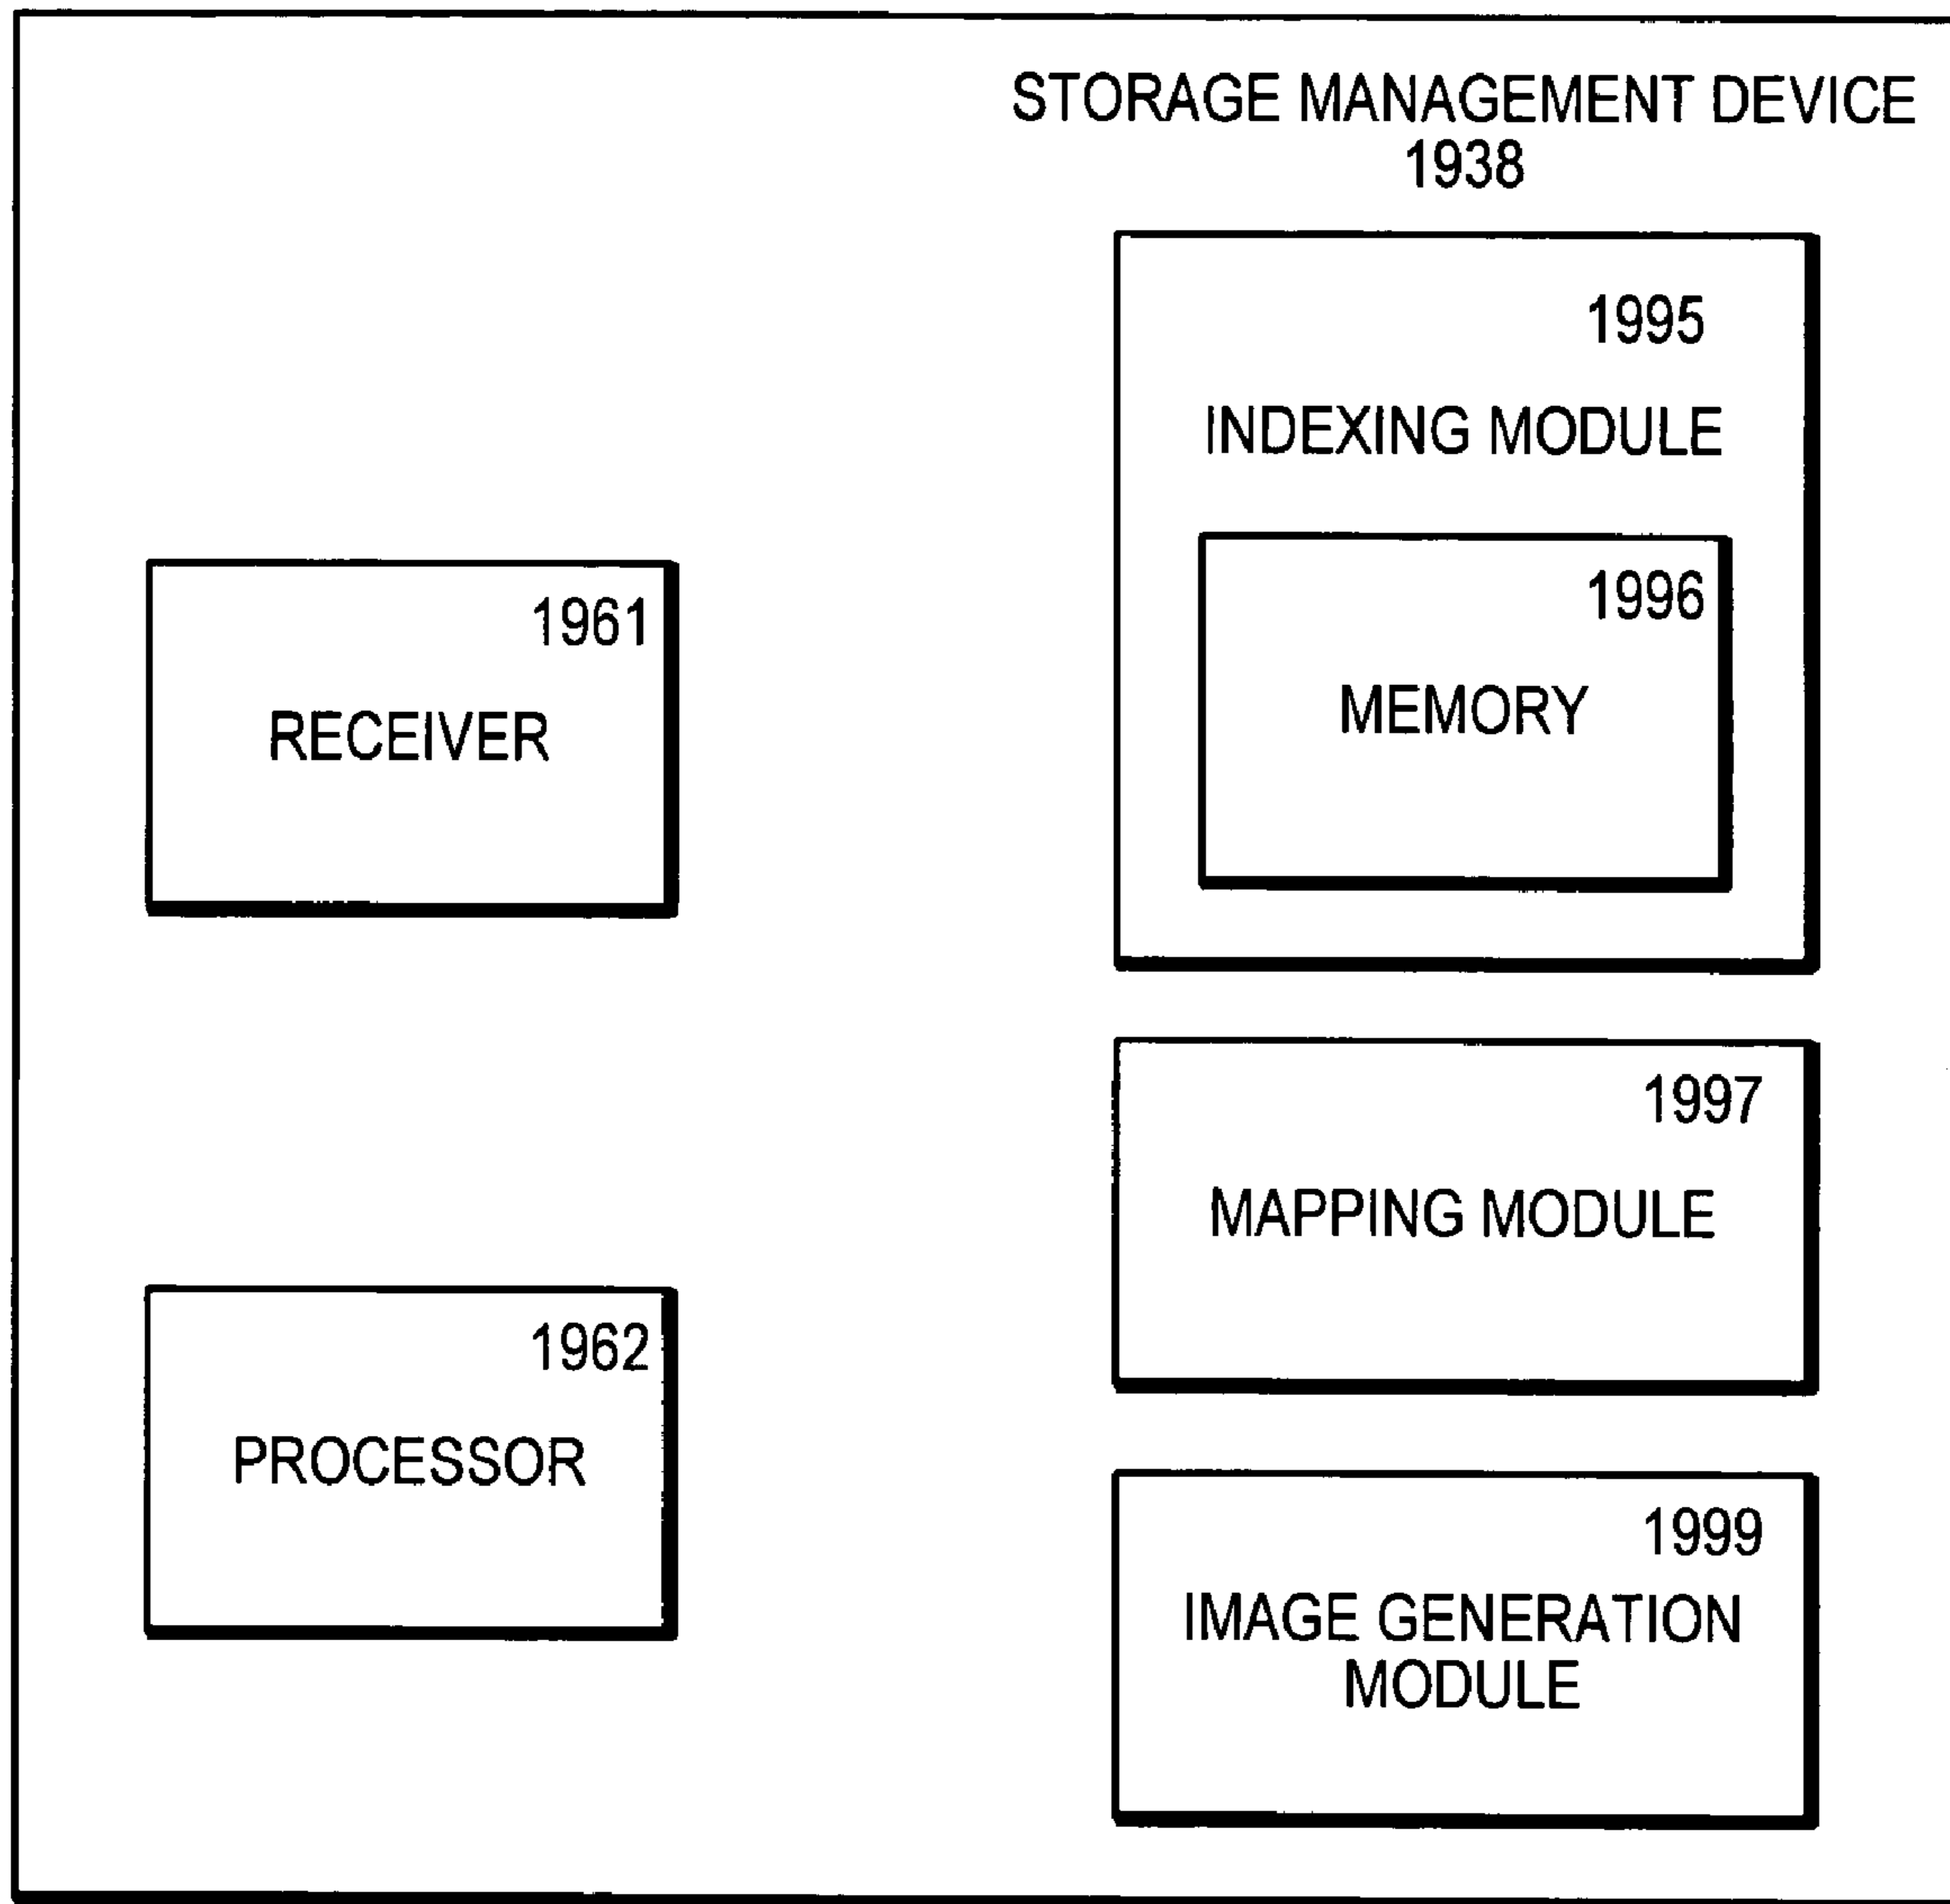 STORAGE MANAGEMENT DEVICE
1938
1995
INDEXING MODULE
1996
MEMORY
1961
RECEIVER
1997
MAPPING MODULE
1962
PROCESSOR
1999
IMAGE GENERATION
MODULE